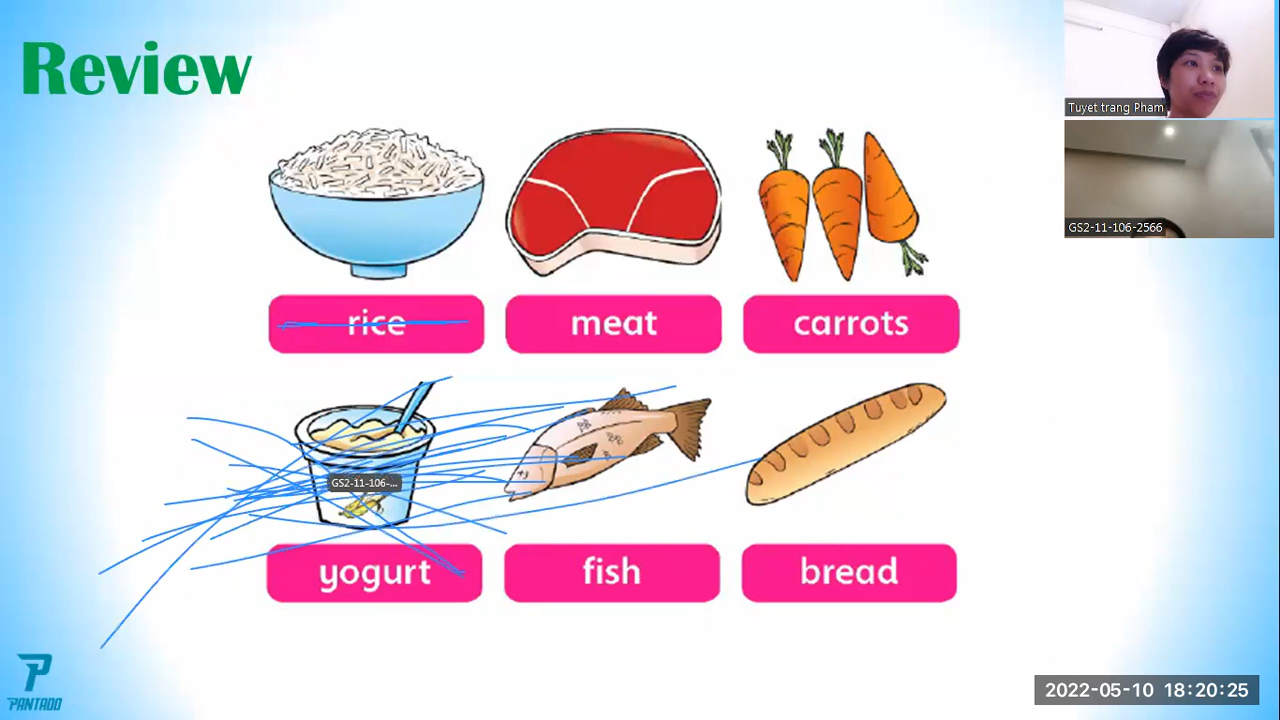 Review
Tuyet trang Pham
GS2-11-106-2566
rice
meat
carrots
GS2-11-106-...
yogurt
fish
bread
PANTADO
2022-05-10 18:20:25